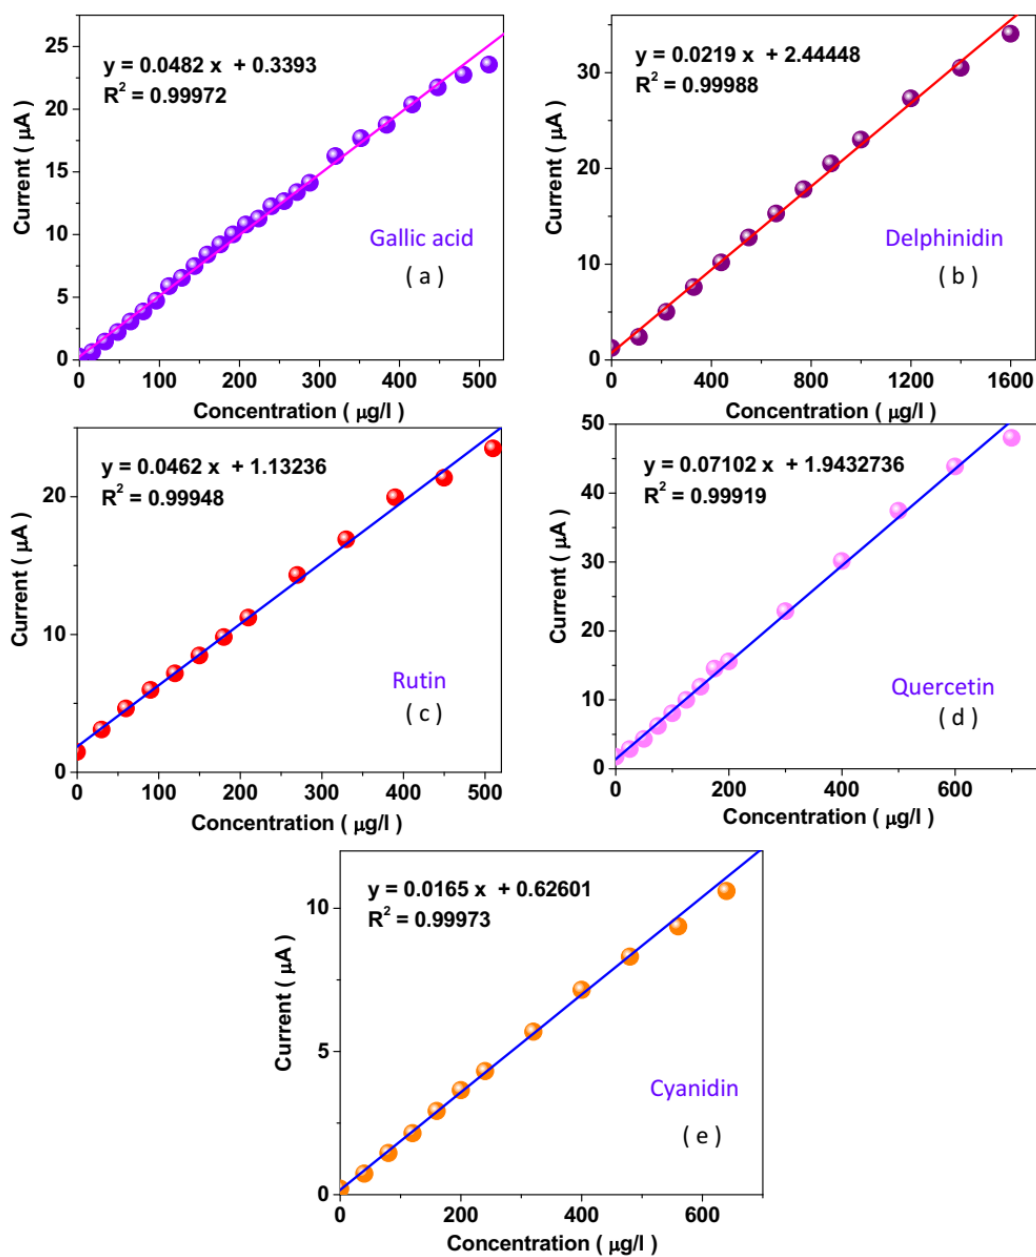 y = 0.0482 x + 0.3393
R² = 0.99972
Current ( μA )
25
20
15
10
5
0
Gallic acid
( a )
0 100 200 300 400 500
Concentration ( μg/l )
y = 0.0219 x + 2.44448
R² = 0.99988
Current ( μA )
30
20
10
0
Delphinidin
( b )
0 400 800 1200 1600
Concentration ( μg/l )
y = 0.0462 x + 1.13236
R² = 0.99948
Current ( μA )
20
10
0
Rutin
( c )
0 100 200 300 400 500
Concentration ( μg/l )
y = 0.07102 x + 1.9432736
R² = 0.99919
Current ( μA )
50
40
30
20
10
0
Quercetin
( d )
0 200 400 600
Concentration ( μg/l )
y = 0.0165 x + 0.62601
R² = 0.99973
Current ( μA )
10
5
0
Cyanidin
( e )
0 200 400 600
Concentration ( μg/l )